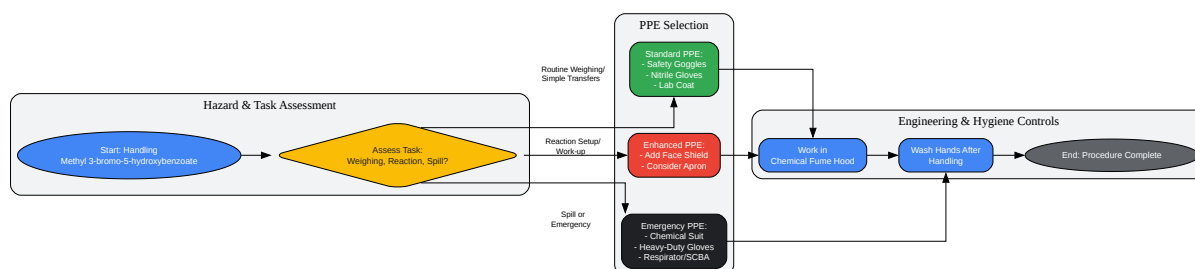 Hazard & Task Assessment
Start: Handling
Methyl 3-bromo-5-hydroxybenzoate
Assess Task:
Weighing, Reaction, Spill?
Routine Weighing/
Simple Transfers
Reaction Setup/
Work-up
Spill or
Emergency
PPE Selection
Standard PPE:
- Safety Goggles
- Nitrile Gloves
- Lab Coat
Enhanced PPE:
- Add Face Shield
- Consider Apron
Emergency PPE:
- Chemical Suit
- Heavy-Duty Gloves
- Respirator/SCBA
Engineering & Hygiene Controls
Work in
Chemical Fume Hood
Wash Hands After
Handling
End: Procedure Complete